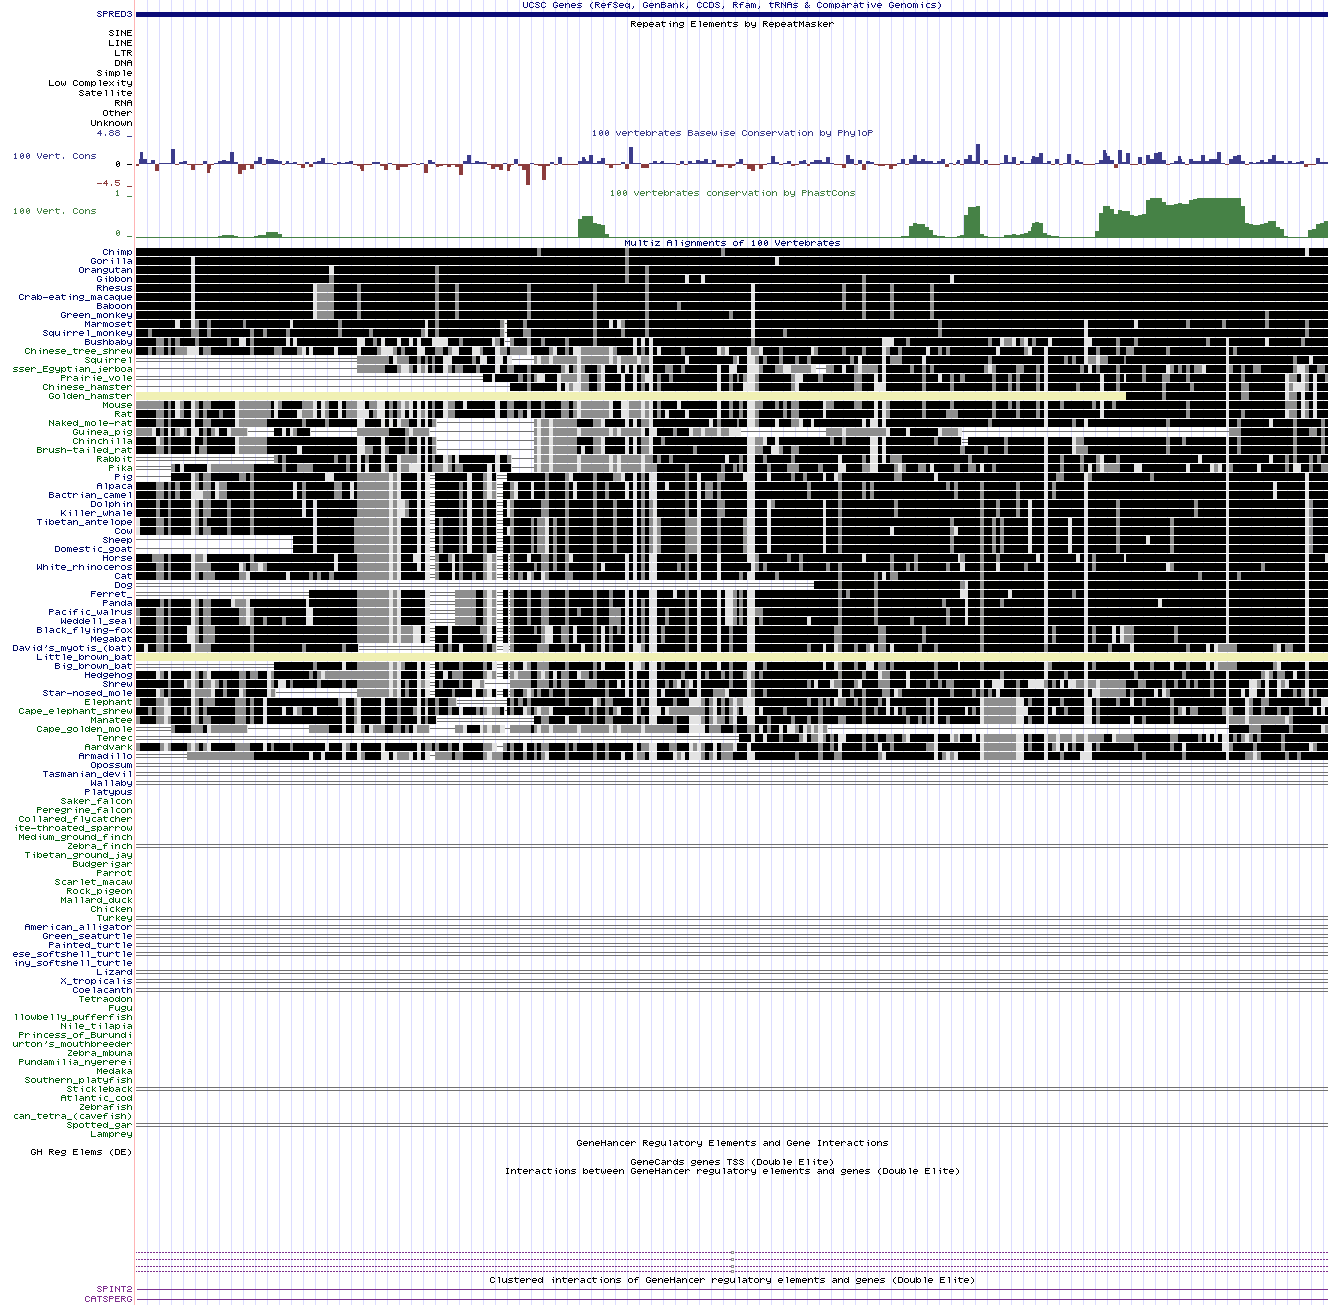 UCSC Genes (RefSeq, GenBank, CCDS, Rfam, tRNAs & Comparative Genomics)
SPRED3
Repeating Elements by RepeatMasker
SINE
LINE
LTR
DNA
Simple
Low Complexity
Satellite
RNA
Other
Unknown
4.88 _
100 vertebrates Basewise Conservation by PhyloP
100 Vert. Cons
0 _
-4.5 _
100 vertebrates conservation by PhastCons
1 _
100 Vert. Cons
0 _
Multiz Alignments of 100 Vertebrates
Chimp
Gorilla
Orangutan
Gibbon
Rhesus
Crab-eating_macaque
Baboon
Green_monkey
Marmoset
Squirrel_monkey
Bushbaby
Chinese_tree_shrew
Squirrel
sser_Egyptian_jerboa
Prairie_vole
Chinese_hamster
Golden_hamster
Mouse
Rat
Naked_mole-rat
Guinea_pig
Chinchilla
Brush-tailed_rat
Rabbit
Pika
Pig
Alpaca
Bactrian_camel
Dolphin
Killer_whale
Tibetan_antelope
Cow
Sheep
Domestic_goat
Horse
White_rhinoceros
Cat
Dog
Ferret_
Panda
Pacific_walrus
Weddell_seal
Black_flying-fox
Megabat
David's_myotis_(bat)
Little_brown_bat
Big_brown_bat
Hedgehog
Shrew
Star-nosed_mole
Elephant
Cape_elephant_shrew
Manatee
Cape_golden_mole
Tenrec
Aardvark
Armadillo
Opossum
Tasmanian_devil
Wallaby
Platypus
Saker_falcon
Peregrine_falcon
Collared_flycatcher
ite-throated_sparrow
Medium_ground_finch
Zebra_finch
Tibetan_ground_jay
Budgerigar
Parrot
Scarlet_macaw
Rock_pigeon
Mallard_duck
Chicken
Turkey
American_alligator
Green_seaturtle
Painted_turtle
ese_softshell_turtle
iny_softshell_turtle
Lizard
X_tropicalis
Coelacanth
Tetraodon
Fugu
llowbelly_pufferfish
Nile_tilapia
Princess_of_Burundi
urton's_mouthbreeder
Zebra_mbuna
Pundamilia_nyererei
Medaka
Southern_platyfish
Stickleback
Atlantic_cod
Zebrafish
can_tetra_(cavefish)
Spotted_gar
Lamprey
GeneHancer Regulatory Elements and Gene Interactions
GH Reg Elems (DE)
GeneCards genes TSS (Double Elite)
Interactions between GeneHancer regulatory elements and genes (Double Elite)
Clustered interactions of GeneHancer regulatory elements and genes (Double Elite)
SPINT2
CATSPERG